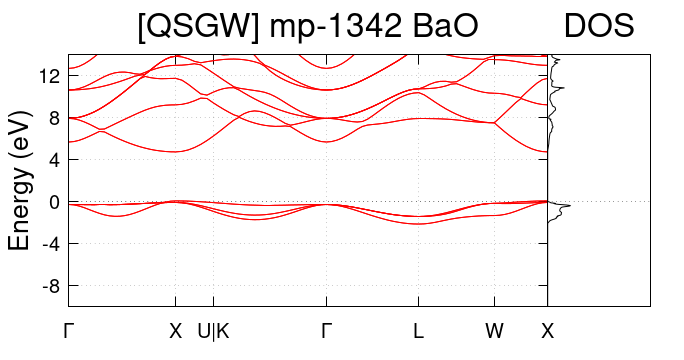 [QSGW] mp-1342 BaO DOS
Energy (eV)
12
8
4
0
-4
-8
Γ X U|K Γ L W X